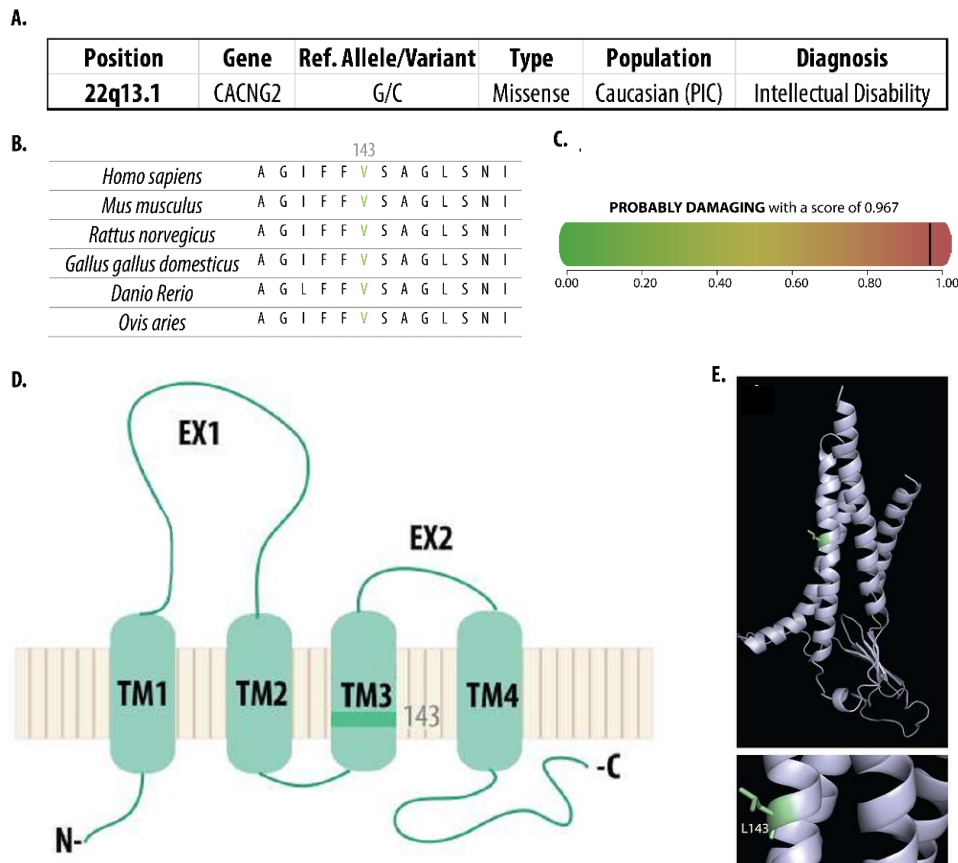 A.
Position Gene Ref. Allele/Variant Type Population Diagnosis
22q13.1 CACNG2 G/C Missense Caucasian (PIC) Intellectual Disability
B.
143
Homo sapiens A G I F F V S A G L S N I
Mus musculus A G I F F V S A G L S N I
Rattus norvegicus A G I F F V S A G L S N I
Gallus gallus domesticus A G I F F V S A G L S N I
Danio Rerio A G L F F V S A G L S N I
Ovis aries A G I F F V S A G L S N I
C.
PROBABLY DAMAGING with a score of 0.967
0.00 0.20 0.40 0.60 0.80 1.00
D.
EX1
EX2
TM1 TM2 TM3 TM4
143
N-
-C
E.
L143